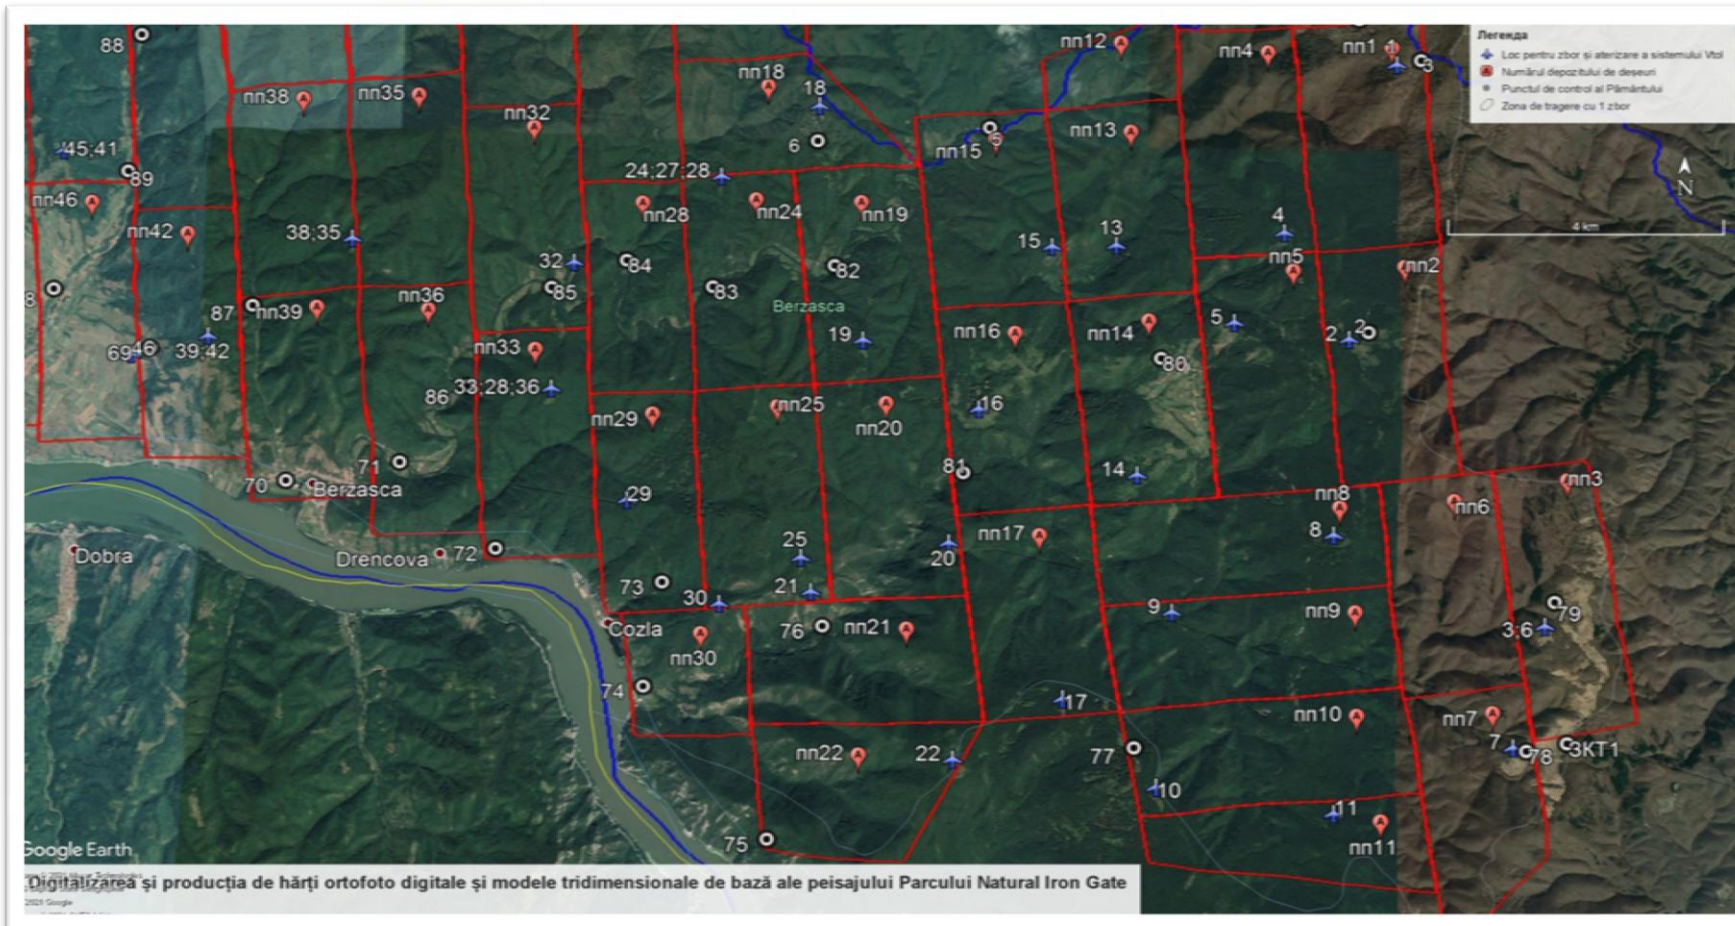 88
пп12
пп4
пп1 1
3
Легенда
Loc pentru zbor și aterizare a sistemului Vtol
Numărul depozitului de deșeuri
Punctul de control al Pământului
Zona de tragere cu 1 zbor
пп38
пп35
пп18
18
пп32
6
пп15
5
пп13
45;41
89
24;27;28
N
4 km
пп46
пп42
38;35
пп28
пп24
пп19
15
13
4
32
84
82
пп5
пп2
8
87
пп39
пп36
85
83
Berzasca
69
46
39;42
пп33
19
пп16
пп14
5
2
2
80
86
33;28;36
пп29
пп25
пп20
16
70
Berzasca
71
29
81
14
пп8
пп6
пп3
Dobra
Drencova
72
25
20
пп17
8
73
30
21
9
пп9
79
3;6
Cozla
76
пп21
пп30
74
17
пп10
пп7
пп22
22
77
7
78
ЗКТ1
10
11
75
пп11
Google Earth
Digitalizarea și producția de hărți ortofoto digitale și modele tridimensionale de bază ale peisajului Parcului Natural Iron Gate